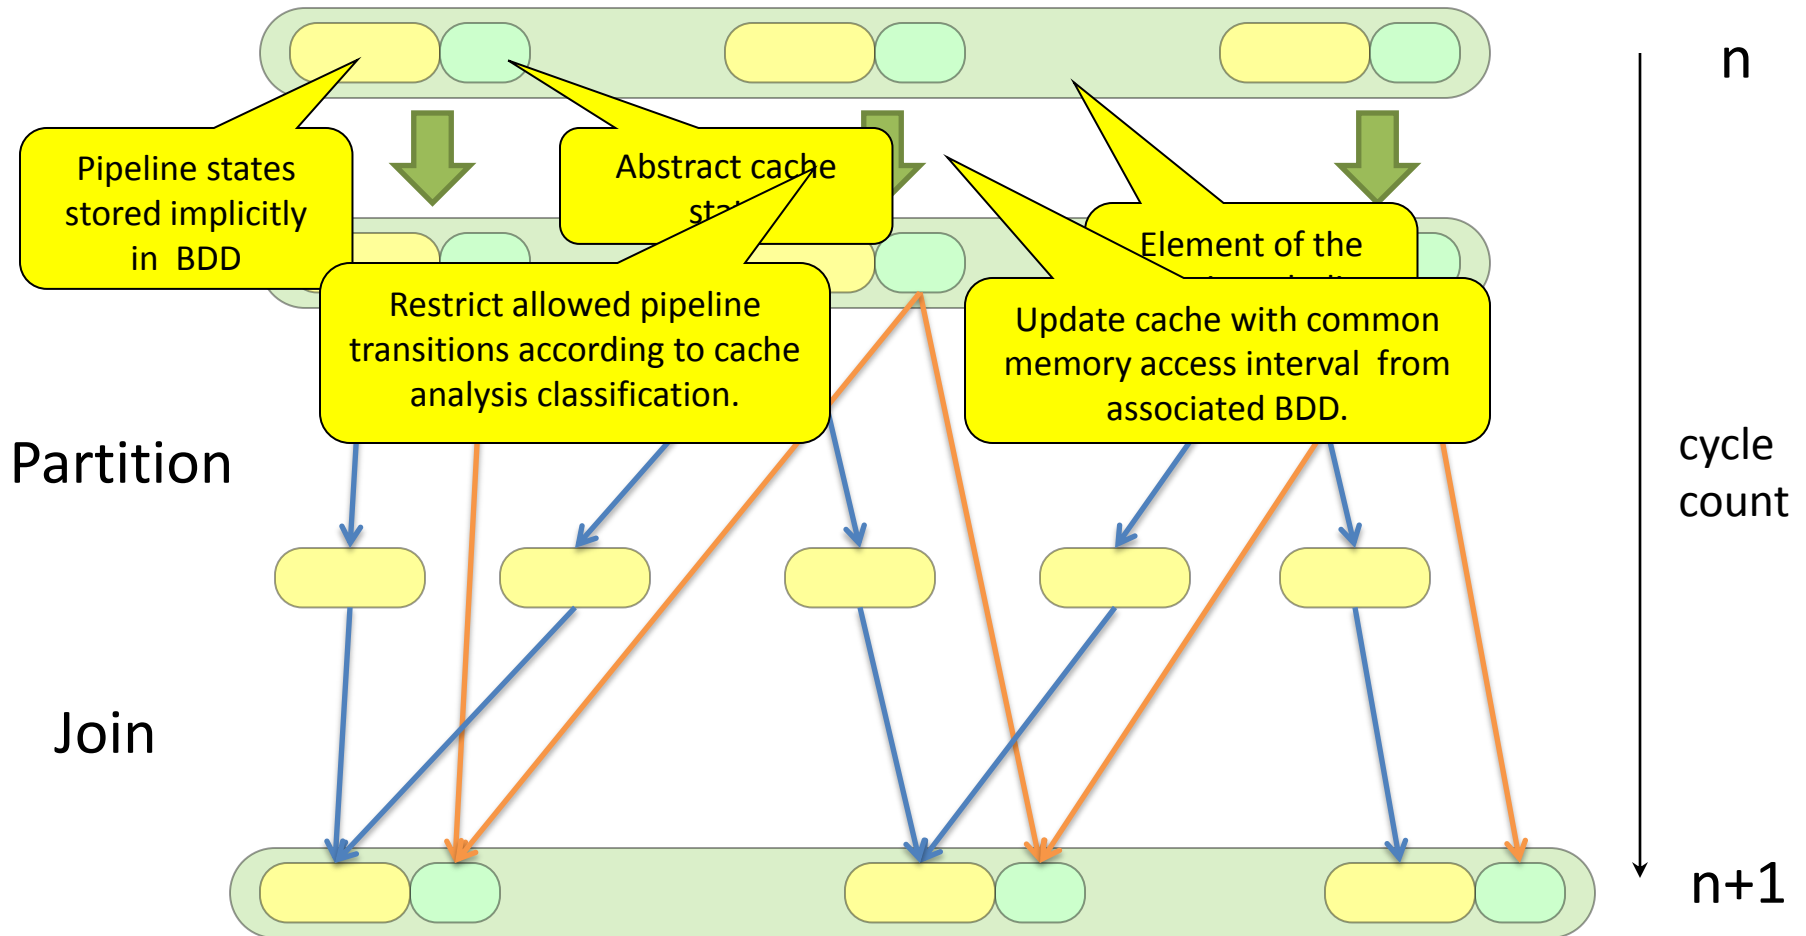 n
Pipeline states
stored implicitly
in BDD
Abstract cache
Element of the
Restrict allowed pipeline
transitions according to cache
analysis classification.
Update cache with common
memory access interval from
associated BDD.
Partition
cycle
count
Join
n+1